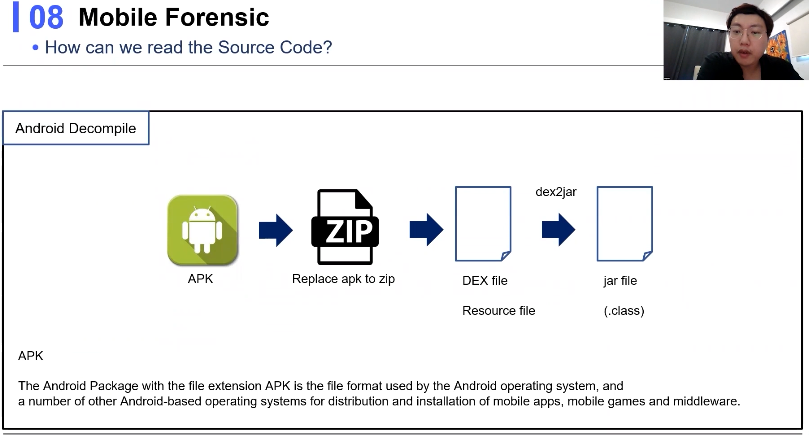 08 Mobile Forensic
• How can we read the Source Code?
Android Decompile
dex2jar
ZIP
APK
Replace apk to zip
DEX file
jar file
Resource file
(.class)
APK
The Android Package with the file extension APK is the file format used by the Android operating system, and
a number of other Android-based operating systems for distribution and installation of mobile apps, mobile games and middleware.